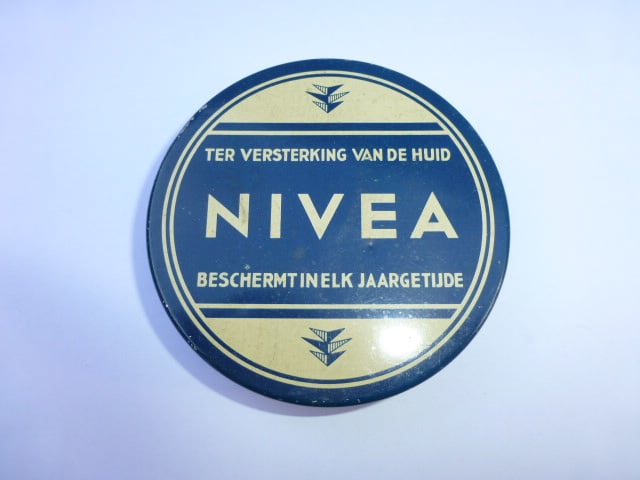 TER VERSTERKING VAN DE HUID
NIVEA
BESCHERMT IN ELK JAARGETIJDE